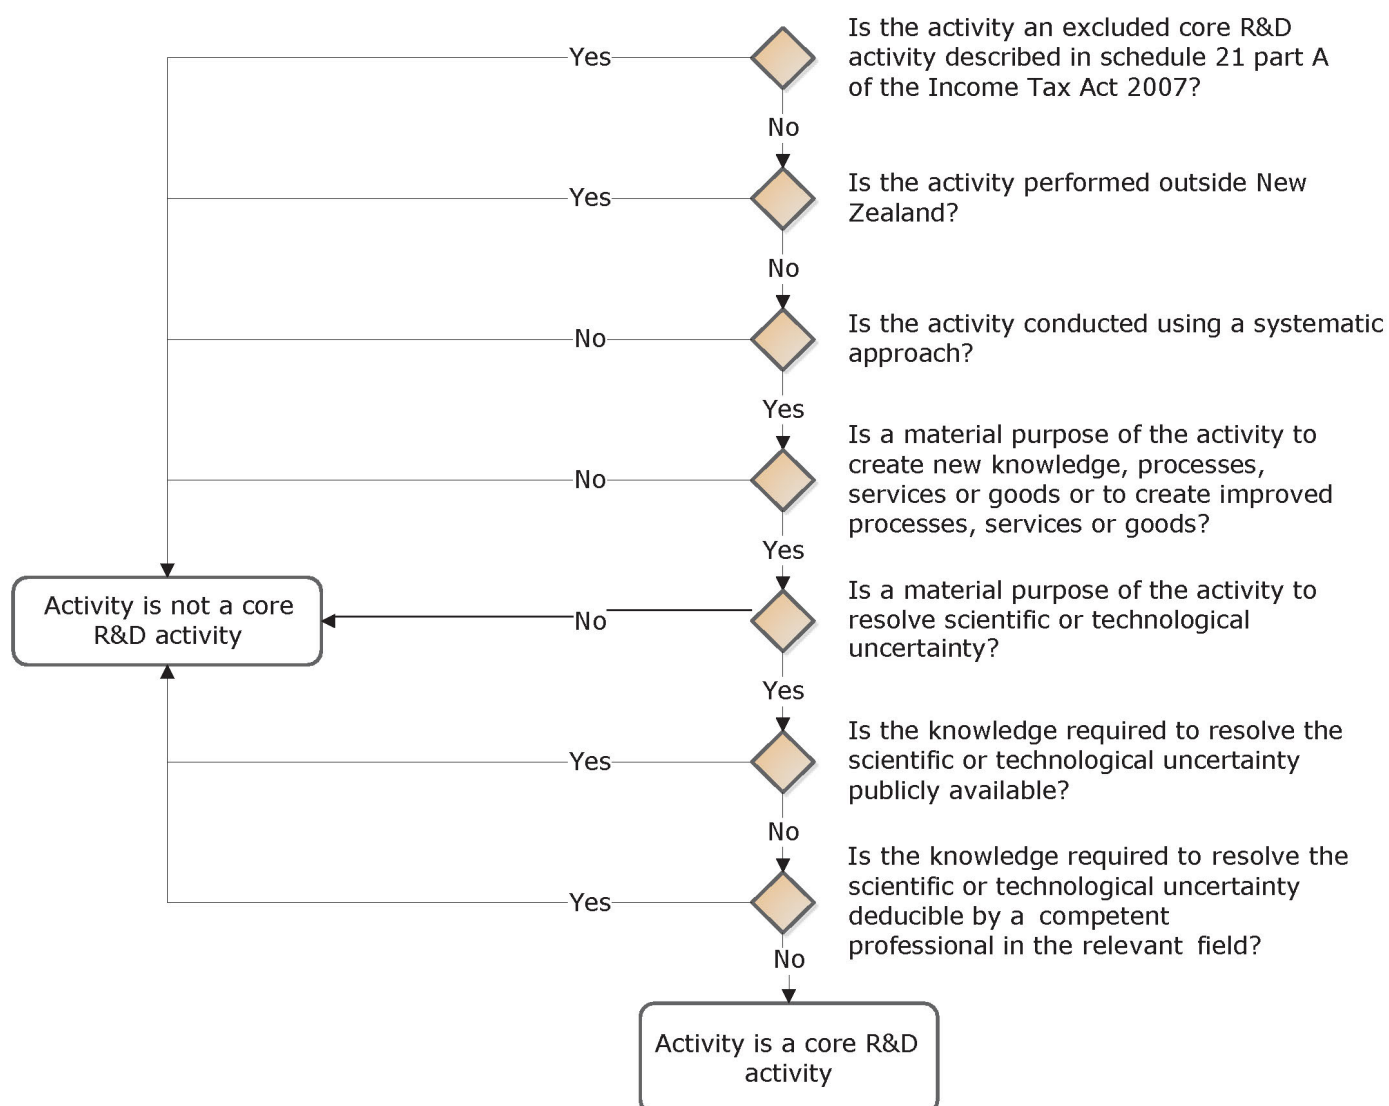 Is the activity an excluded core R&D
activity described in schedule 21 part A
of the Income Tax Act 2007?
Yes
No
Is the activity performed outside New
Zealand?
Yes
No
Is the activity conducted using a systematic
approach?
No
Yes
Is a material purpose of the activity to
create new knowledge, processes,
services or goods or to create improved
processes, services or goods?
No
Yes
Is a material purpose of the activity to
resolve scientific or technological
uncertainty?
No
Activity is not a core
R&D activity
Yes
Is the knowledge required to resolve the
scientific or technological uncertainty
publicly available?
Yes
No
Is the knowledge required to resolve the
scientific or technological uncertainty
deducible by a competent
professional in the relevant field?
Yes
No
Activity is a core R&D
activity